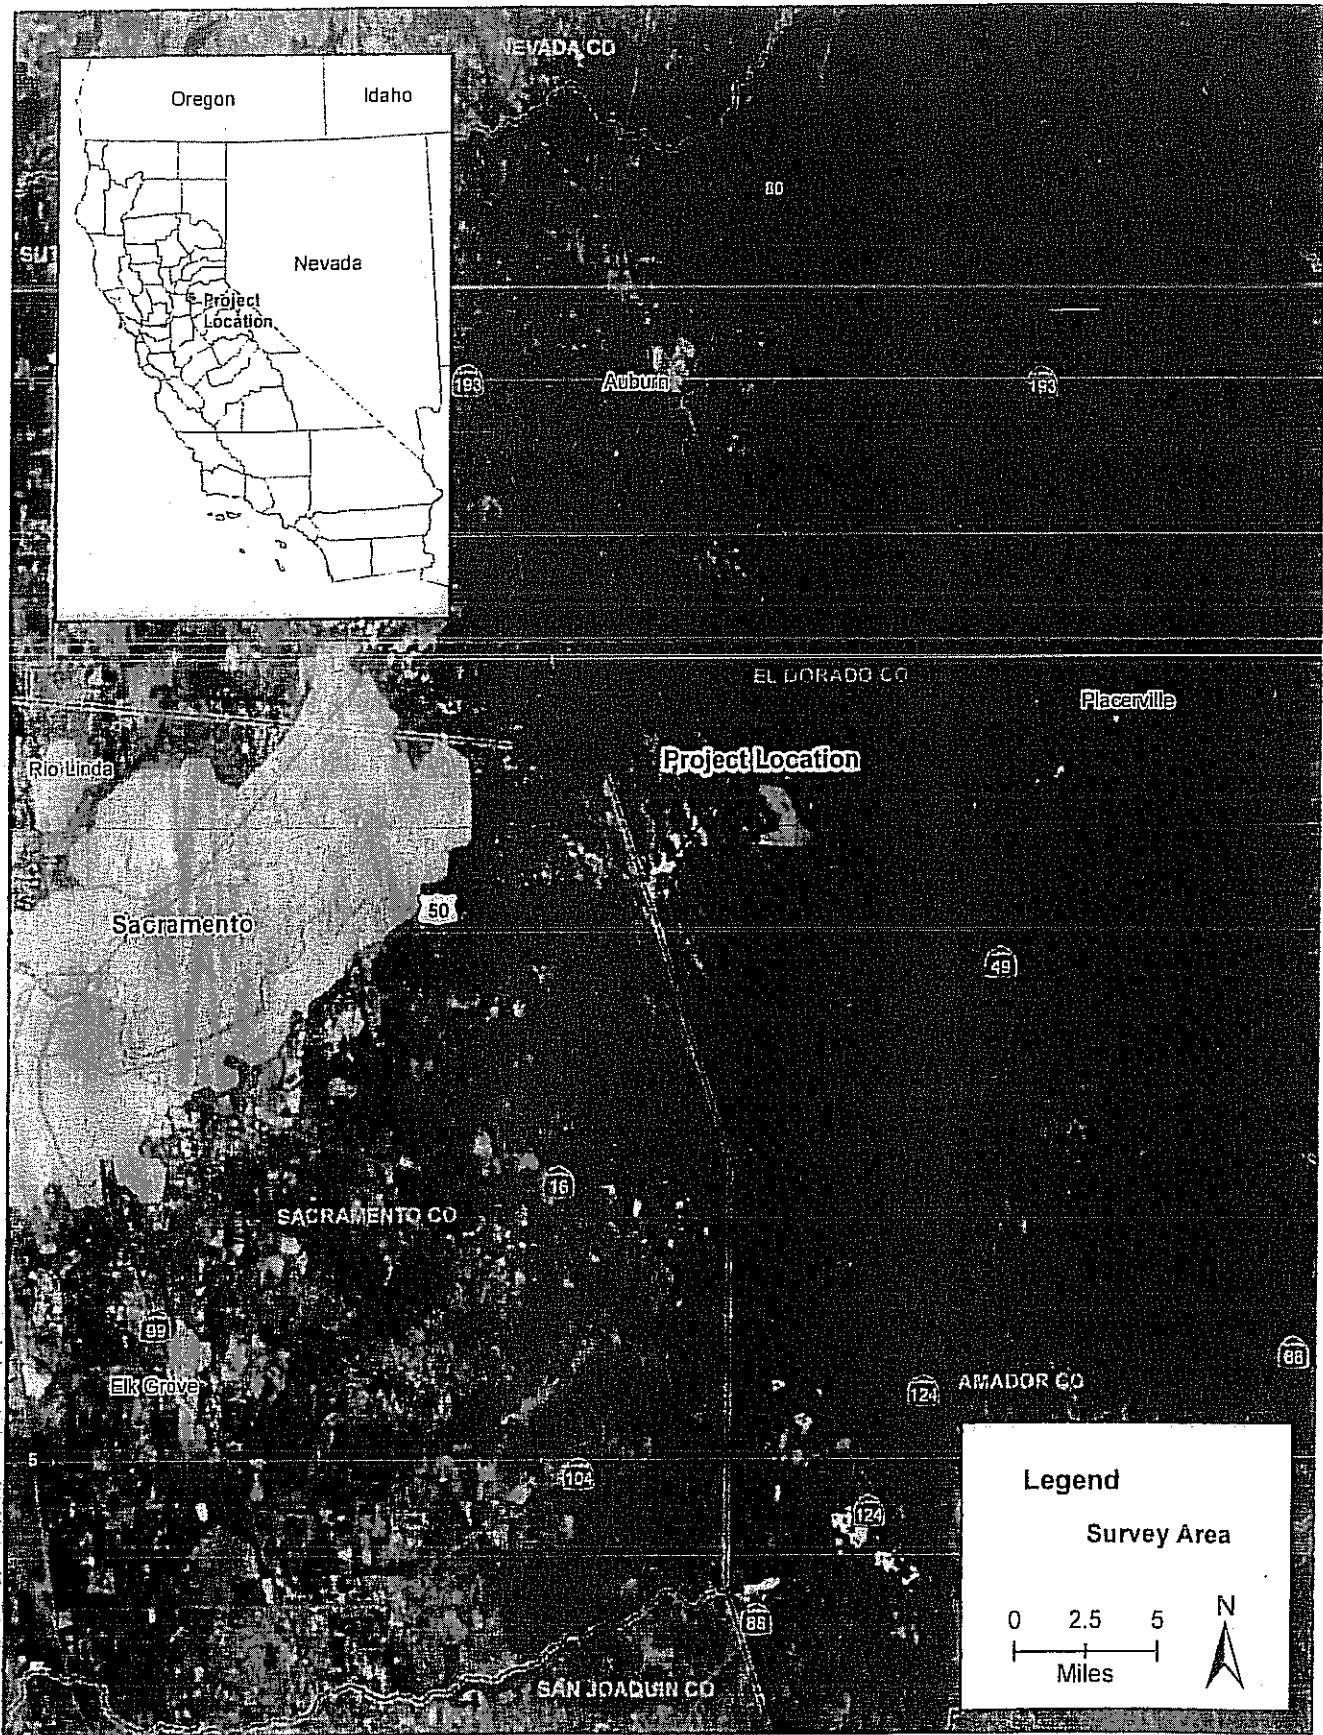 NEVADA CO
Oregon
Idaho
80
SU
Nevada
Project
Location
193
Auburn
193
EL DORADO CO
Placerville
Project Location
Rio Linda
50
Sacramento
49
16
SACRAMENTO CO
99
88
Elk Grove
124
AMADOR CO
5
104
Legend
124
Survey Area
0 2.5 5
N
88
Miles
SAN JOAQUIN CO